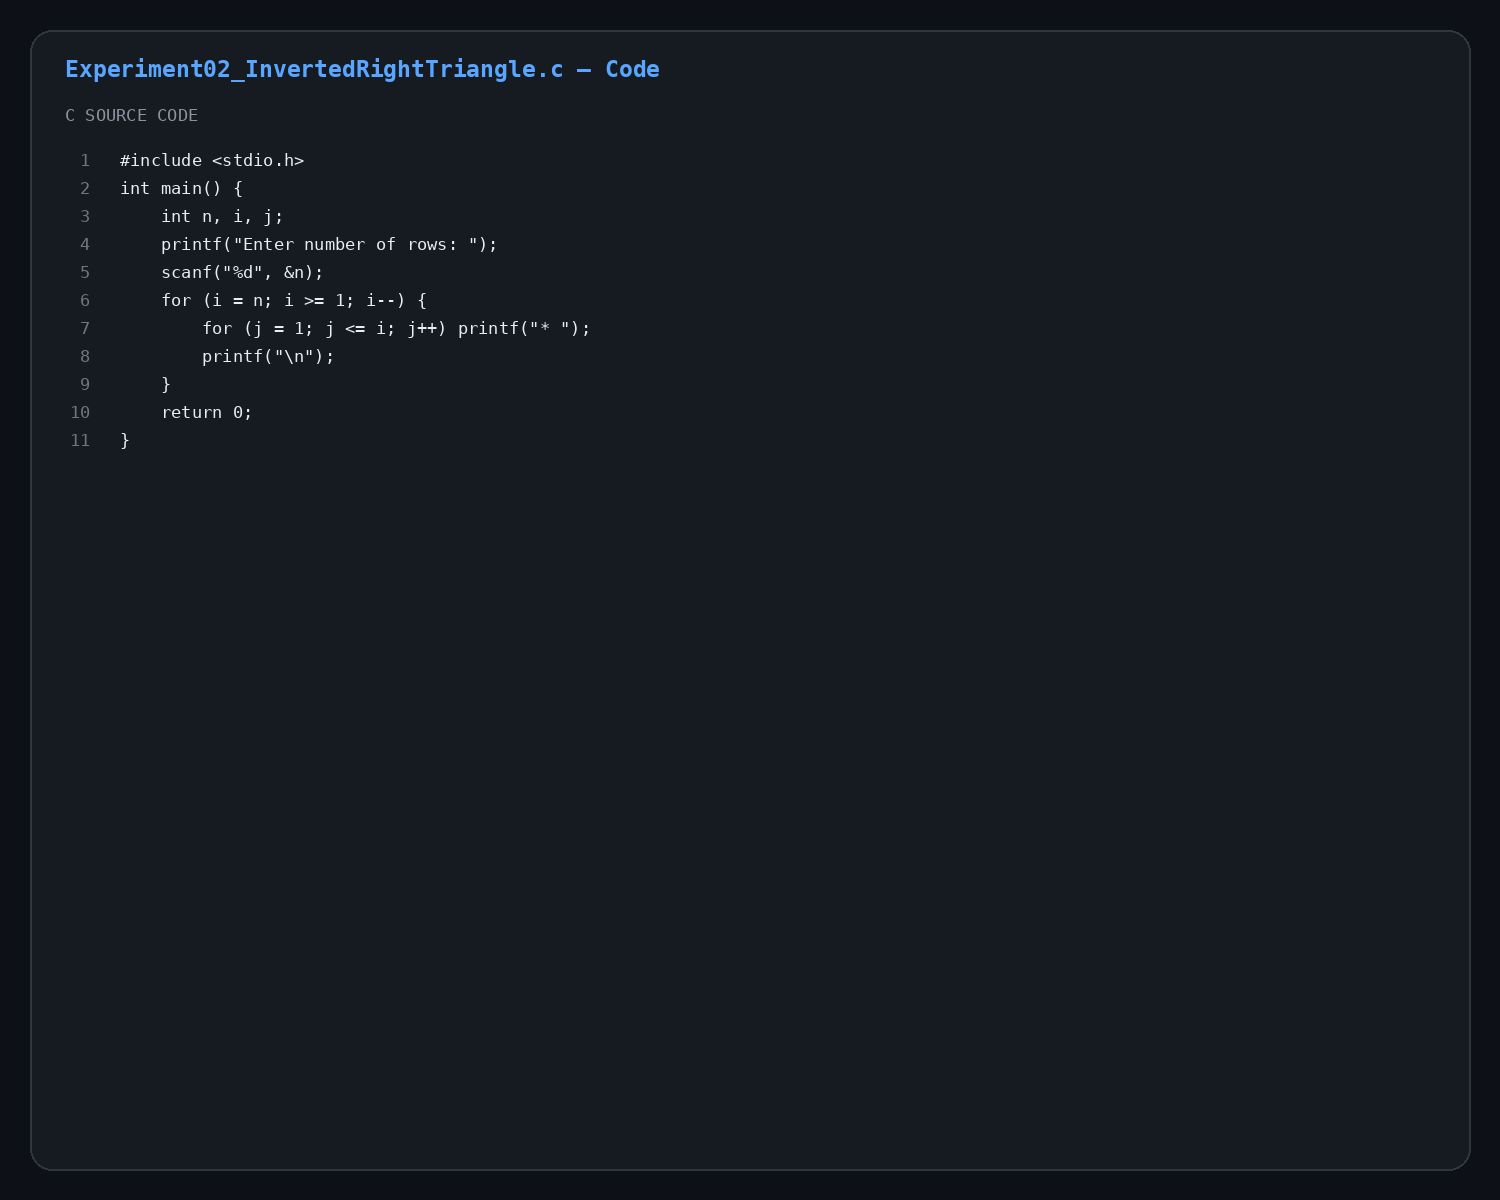 Experiment02_InvertedRightTriangle.c — Code
C SOURCE CODE
1 #include <stdio.h>
2 int main() {
3     int n, i, j;
4     printf("Enter number of rows: ");
5     scanf("%d", &n);
6     for (i = n; i >= 1; i--) {
7         for (j = 1; j <= i; j++) printf("* ");
8         printf("\n");
9     }
10     return 0;
11 }